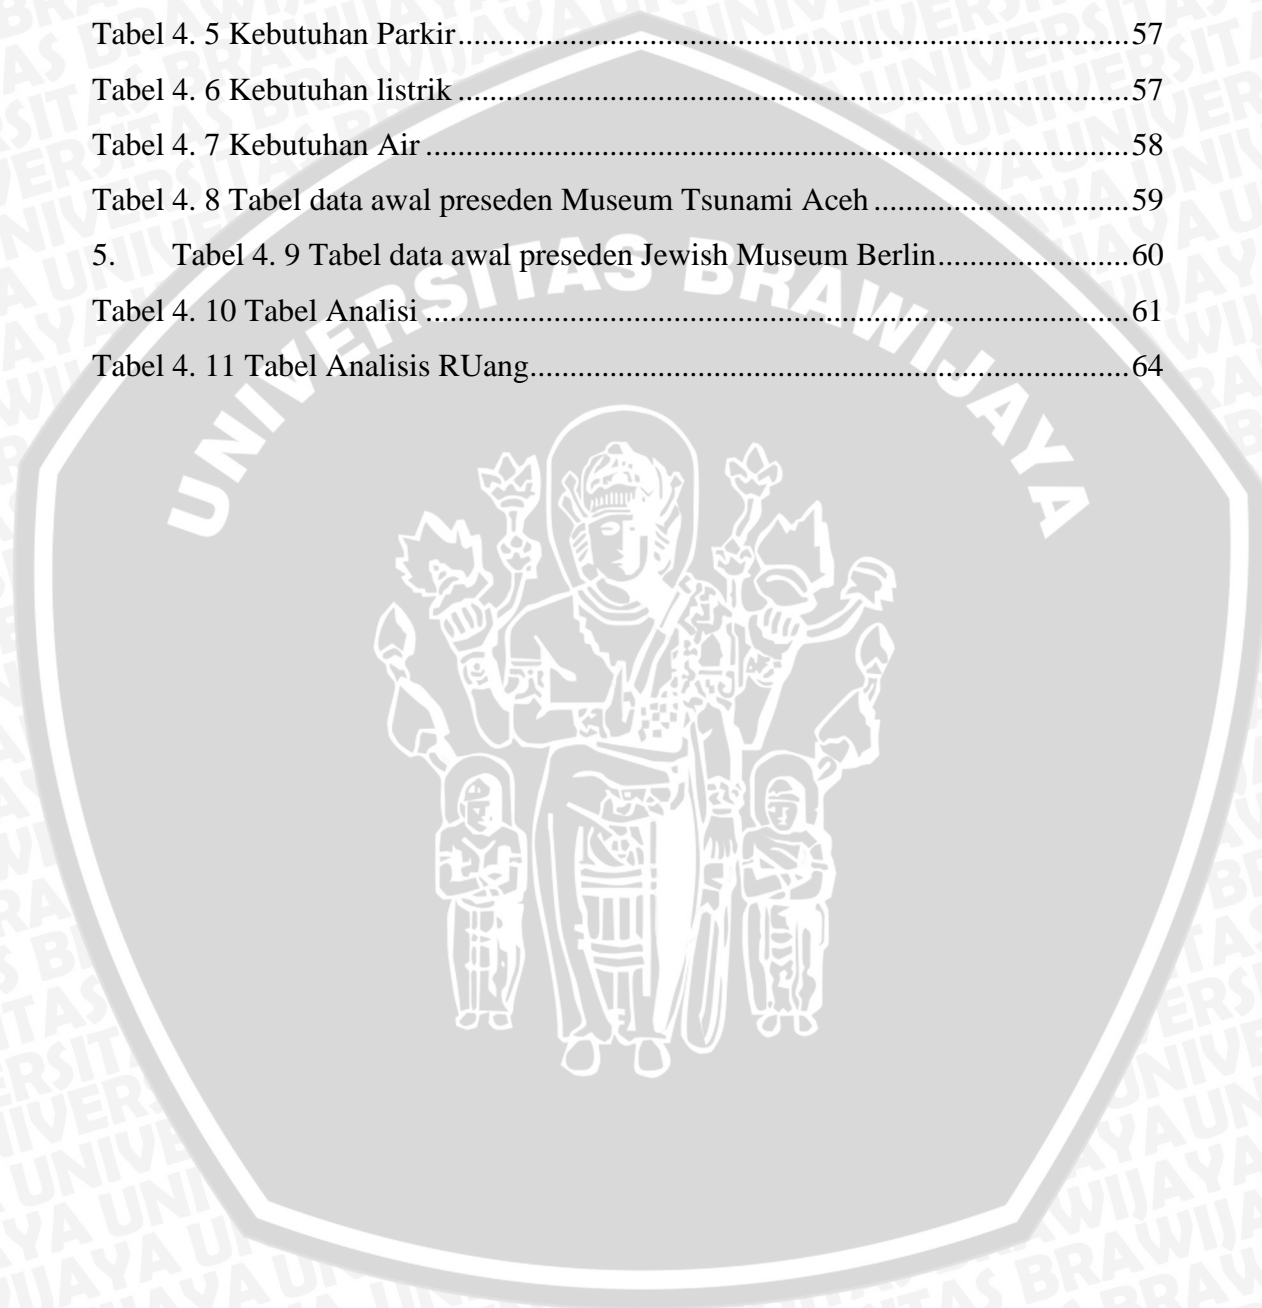 Tabel 4. 5 Kebutuhan Parkir....................................................................................57
Tabel 4. 6 Kebutuhan listrik ....................................................................................57
Tabel 4. 7 Kebutuhan Air ........................................................................................58
Tabel 4. 8 Tabel data awal preseden Museum Tsunami Aceh ................................59
5. Tabel 4. 9 Tabel data awal preseden Jewish Museum Berlin........................60
Tabel 4. 10 Tabel Analisi ........................................................................................61
Tabel 4. 11 Tabel Analisis RUang...........................................................................64
UNIVERSITAS BRAWIJAYA